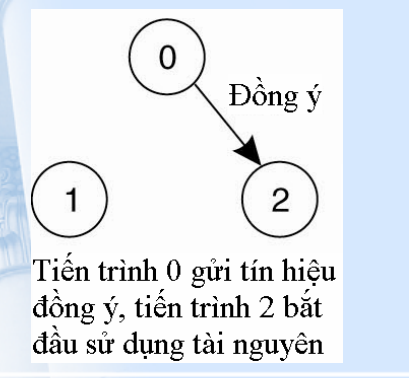 0
Đồng ý
1
2
Tiến trình 0 gửi tín hiệu
đồng ý, tiến trình 2 bắt
đầu sử dụng tài nguyên